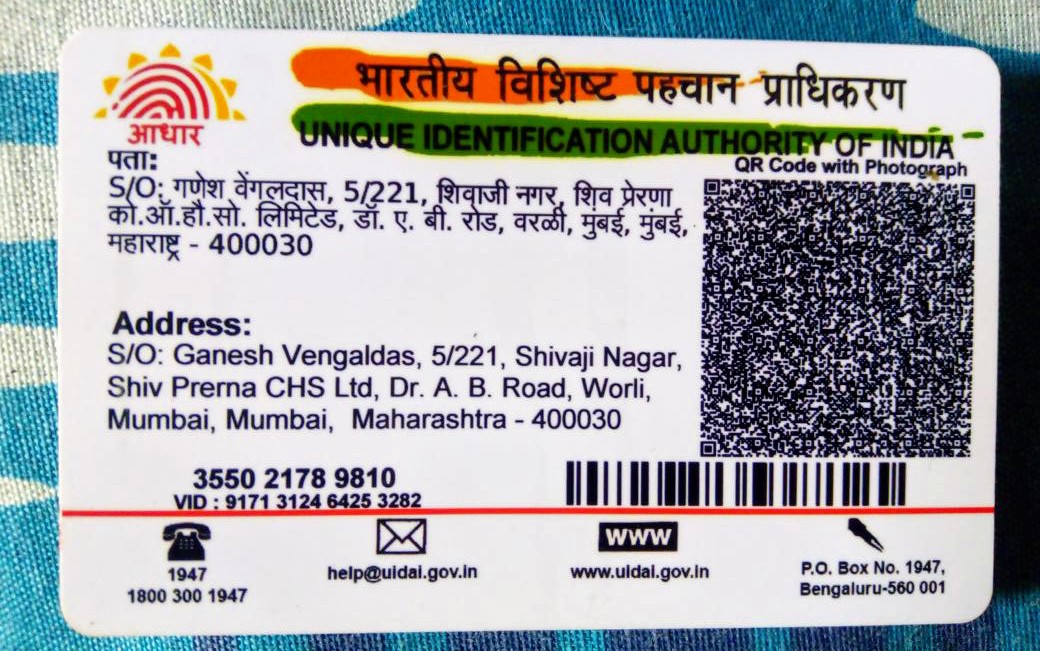 भारतीय विशिष्ट पहचान प्राधिकरण
UNIQUE IDENTIFICATION AUTHORITY OF INDIA
आधार
QR Code with Photograph
पता:
S/O: गणेश वेंगलदास, 5/221, शिवाजी नगर, शिव प्रेरणा
को.ऑ.हौ.सो. लिमिटेड, डॉ. ए. बी. रोड, वरळी, मुंबई, मुंबई,
महाराष्ट्र - 400030
Address:
S/O: Ganesh Vengaldas, 5/221, Shivaji Nagar,
Shiv Prerna CHS Ltd, Dr. A. B. Road, Worli,
Mumbai, Mumbai, Maharashtra - 400030
3550 2178 9810
VID : 9171 3124 6425 3282
1947
1800 300 1947
help@uidai.gov.in
WWW
www.uidai.gov.in
P.O. Box No. 1947,
Bengaluru-560 001